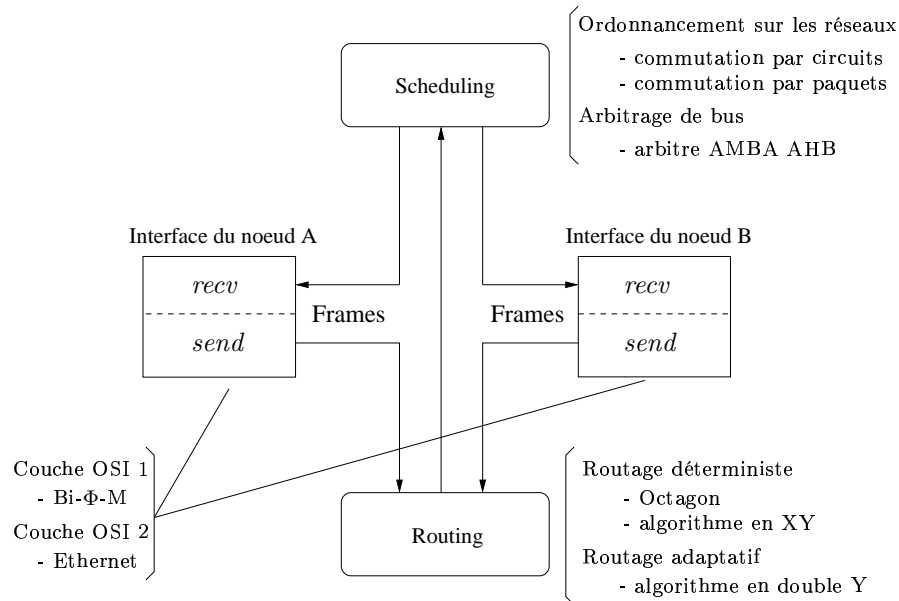 Ordonnancement sur les réseaux
- commutation par circuits
- commutation par paquets
Arbitrage de bus
- arbitre AMBA AHB
Scheduling
Interface du noeud A
Interface du noeud B
recv
send
Frames
Frames
recv
send
Couche OSI 1
- Bi-Φ-M
Couche OSI 2
- Ethernet
Routing
Routage déterministe
- Octagon
- algorithme en XY
Routage adaptatif
- algorithme en double Y